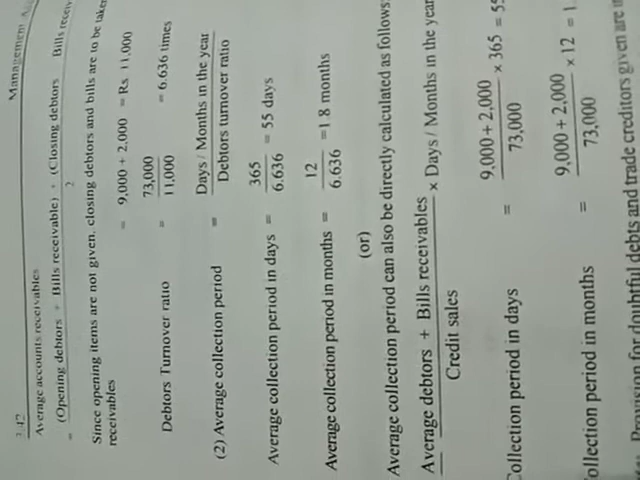 3.42 Management
Average accounts receivables
= (Opening debtors + Bills receivable) + (Closing debtors Bills
2
Since opening items are not given, closing debtors and bills are to be taken
receivables = 9,000 + 2,000 = Rs 11,000
Debtors Turnover ratio = 73,000 / 11,000 = 6.636 times
(2) Average collection period = Days / Months in the year / Debtors turnover ratio
Average collection period in days = 365 / 6.636 = 55 days
Average collection period in months = 12 / 6.636 = 1.8 months
(or)
Average collection period can also be directly calculated as follows:
Average debtors + Bills receivables / Credit sales x Days / Months in the year
Collection period in days = 9,000 + 2,000 / 73,000 x 365 = 55
Collection period in months = 9,000 + 2,000 / 73,000 x 12 = 1.
Provision for doubtful debts and trade creditors given are